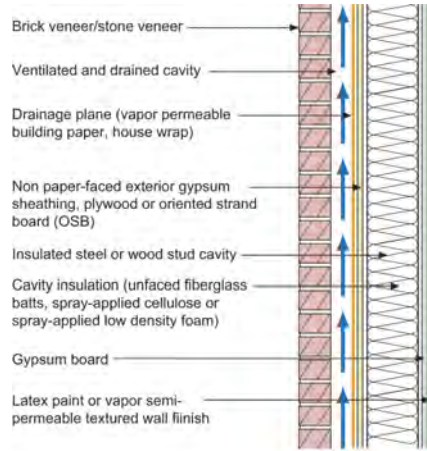 Brick veneer/stone veneer
Ventilated and drained cavity
Drainage plane (vapor permeable
building paper, house wrap)
Non paper-faced exterior gypsum
sheathing, plywood or oriented strand
board (OSB)
Insulated steel or wood stud cavity
Cavity insulation (unfaced fiberglass
batts, spray-applied cellulose or
spray-applied low density foam)
Gypsum board
Latex paint or vapor semi-
permeable textured wall fiinish